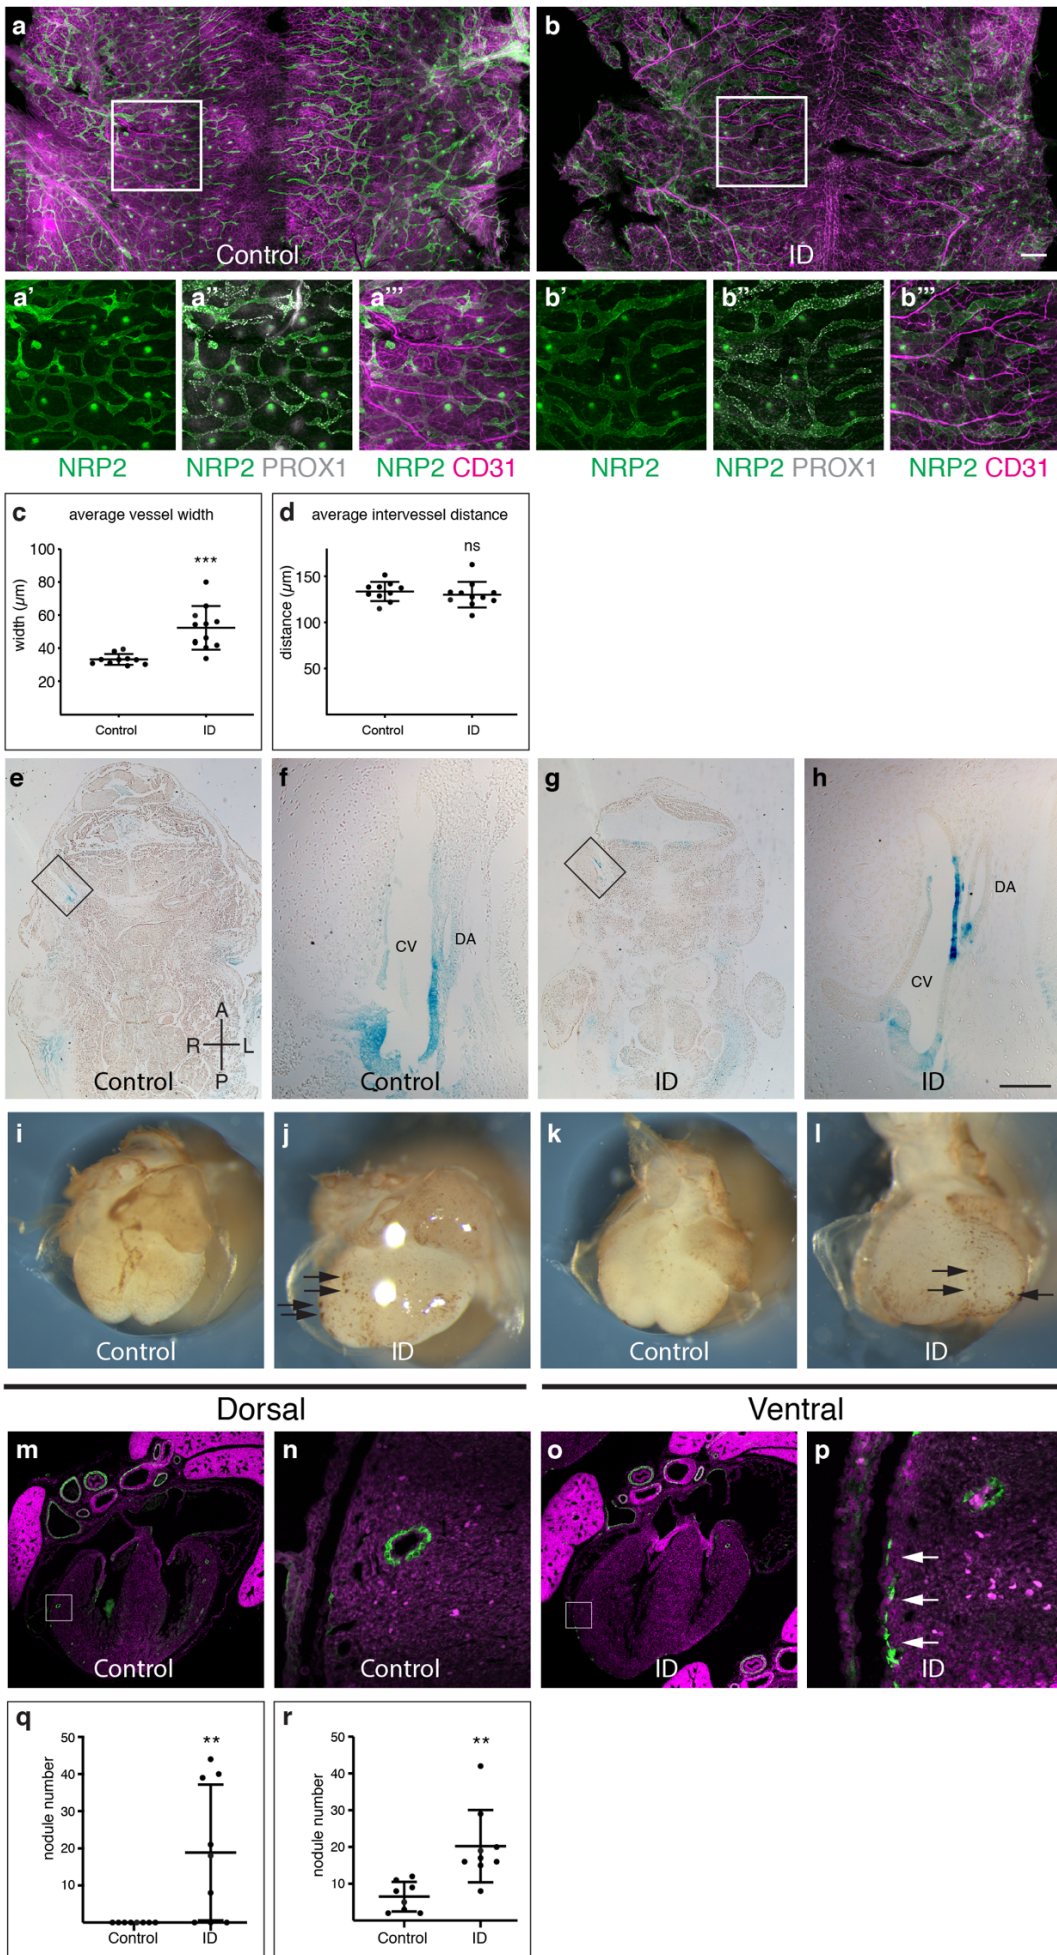 a
Control
b
ID
a'
a''
a'''
b'
b''
b'''
NRP2
NRP2 PROX1
NRP2 CD31
NRP2
NRP2 PROX1
NRP2 CD31
c
average vessel width
***
width (µm)
100
80
60
40
20
Control
ID
d
average intervessel distance
ns
distance (µm)
150
100
50
Control
ID
e
A
R
L
P
Control
f
CV
DA
Control
g
ID
h
DA
CV
ID
i
Control
j
ID
k
Control
l
ID
Dorsal
Ventral
m
Control
n
Control
o
ID
p
ID
q
**
nodule number
50
40
30
20
10
Control
ID
r
**
nodule number
50
40
30
20
10
Control
ID